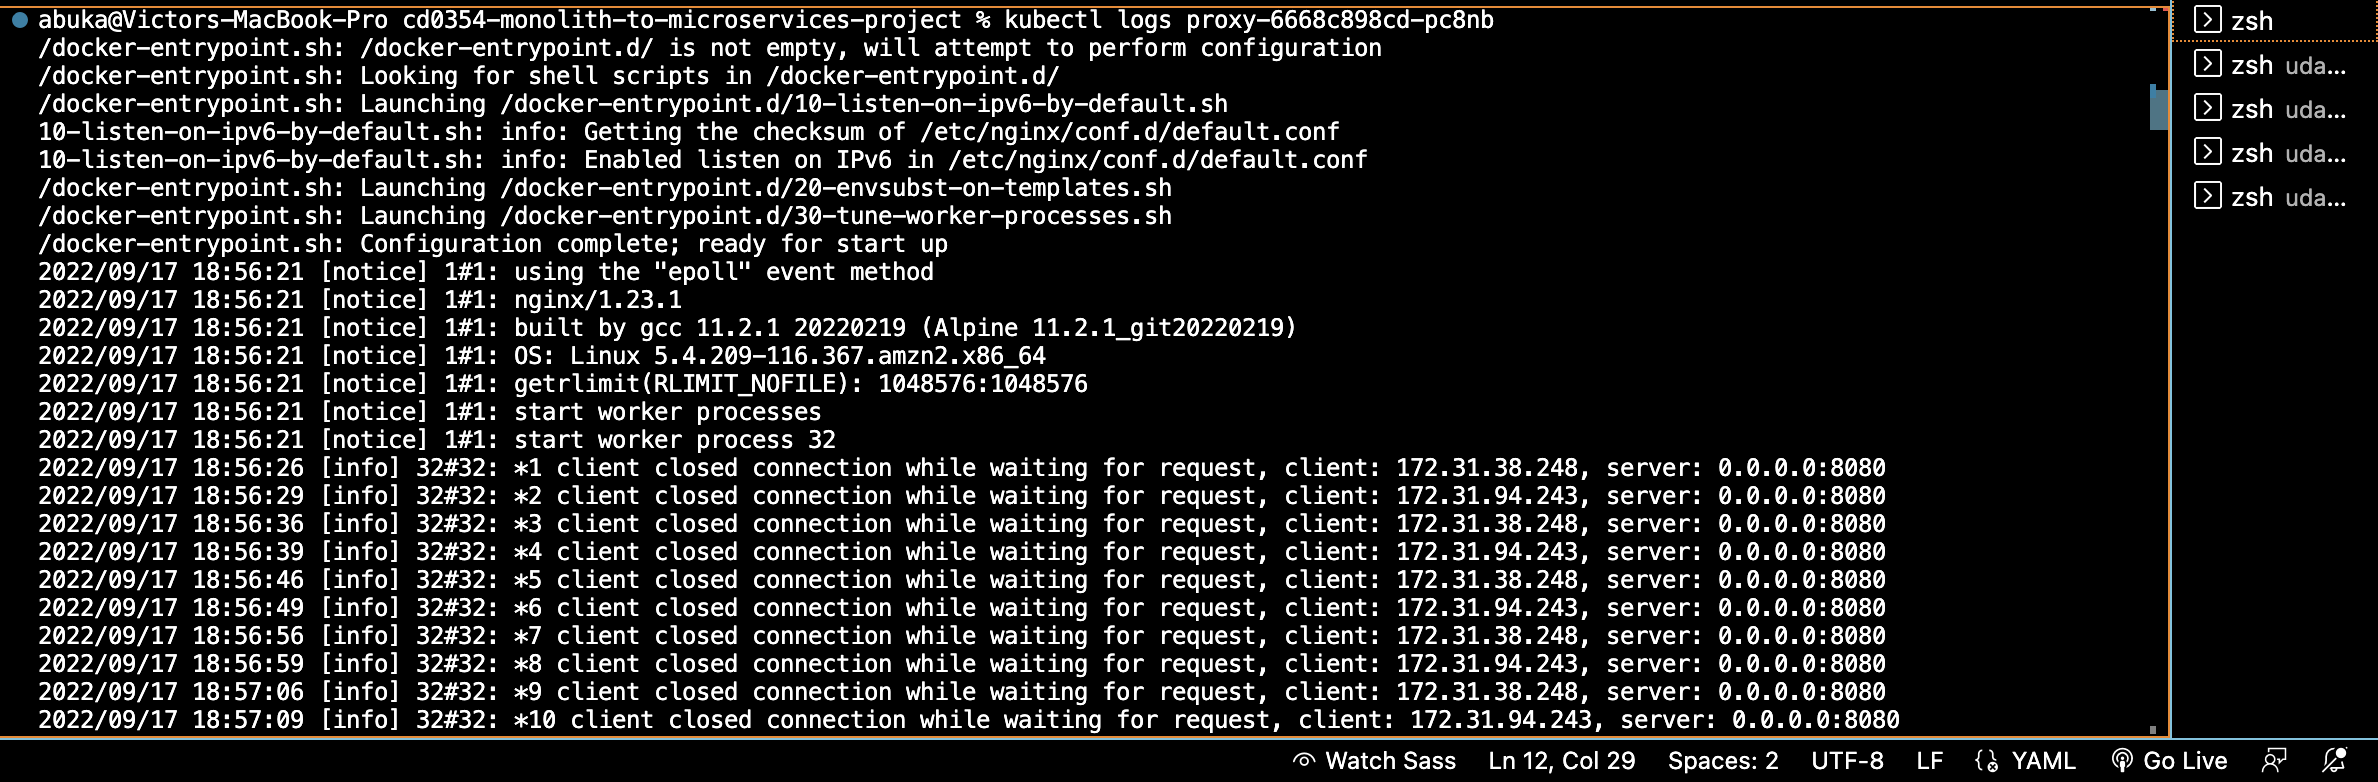 abuka@Victors-MacBook-Pro cd0354-monolith-to-microservices-project % kubectl logs proxy-6668c898cd-pc8nb
/docker-entrypoint.sh: /docker-entrypoint.d/ is not empty, will attempt to perform configuration
/docker-entrypoint.sh: Looking for shell scripts in /docker-entrypoint.d/
/docker-entrypoint.sh: Launching /docker-entrypoint.d/10-listen-on-ipv6-by-default.sh
10-listen-on-ipv6-by-default.sh: info: Getting the checksum of /etc/nginx/conf.d/default.conf
10-listen-on-ipv6-by-default.sh: info: Enabled listen on IPv6 in /etc/nginx/conf.d/default.conf
/docker-entrypoint.sh: Launching /docker-entrypoint.d/20-envsubst-on-templates.sh
/docker-entrypoint.sh: Launching /docker-entrypoint.d/30-tune-worker-processes.sh
/docker-entrypoint.sh: Configuration complete; ready for start up
2022/09/17 18:56:21 [notice] 1#1: using the "epoll" event method
2022/09/17 18:56:21 [notice] 1#1: nginx/1.23.1
2022/09/17 18:56:21 [notice] 1#1: built by gcc 11.2.1 20220219 (Alpine 11.2.1_git20220219)
2022/09/17 18:56:21 [notice] 1#1: OS: Linux 5.4.209-116.367.amzn2.x86_64
2022/09/17 18:56:21 [notice] 1#1: getrlimit(RLIMIT_NOFILE): 1048576:1048576
2022/09/17 18:56:21 [notice] 1#1: start worker processes
2022/09/17 18:56:21 [notice] 1#1: start worker process 32
2022/09/17 18:56:26 [info] 32#32: *1 client closed connection while waiting for request, client: 172.31.38.248, server: 0.0.0.0:8080
2022/09/17 18:56:29 [info] 32#32: *2 client closed connection while waiting for request, client: 172.31.94.243, server: 0.0.0.0:8080
2022/09/17 18:56:36 [info] 32#32: *3 client closed connection while waiting for request, client: 172.31.38.248, server: 0.0.0.0:8080
2022/09/17 18:56:39 [info] 32#32: *4 client closed connection while waiting for request, client: 172.31.94.243, server: 0.0.0.0:8080
2022/09/17 18:56:46 [info] 32#32: *5 client closed connection while waiting for request, client: 172.31.38.248, server: 0.0.0.0:8080
2022/09/17 18:56:49 [info] 32#32: *6 client closed connection while waiting for request, client: 172.31.94.243, server: 0.0.0.0:8080
2022/09/17 18:56:56 [info] 32#32: *7 client closed connection while waiting for request, client: 172.31.38.248, server: 0.0.0.0:8080
2022/09/17 18:56:59 [info] 32#32: *8 client closed connection while waiting for request, client: 172.31.94.243, server: 0.0.0.0:8080
2022/09/17 18:57:06 [info] 32#32: *9 client closed connection while waiting for request, client: 172.31.38.248, server: 0.0.0.0:8080
2022/09/17 18:57:09 [info] 32#32: *10 client closed connection while waiting for request, client: 172.31.94.243, server: 0.0.0.0:8080
zsh
zsh uda...
zsh uda...
zsh uda...
zsh uda...
Watch Sass Ln 12, Col 29 Spaces: 2 UTF-8 LF YAML Go Live